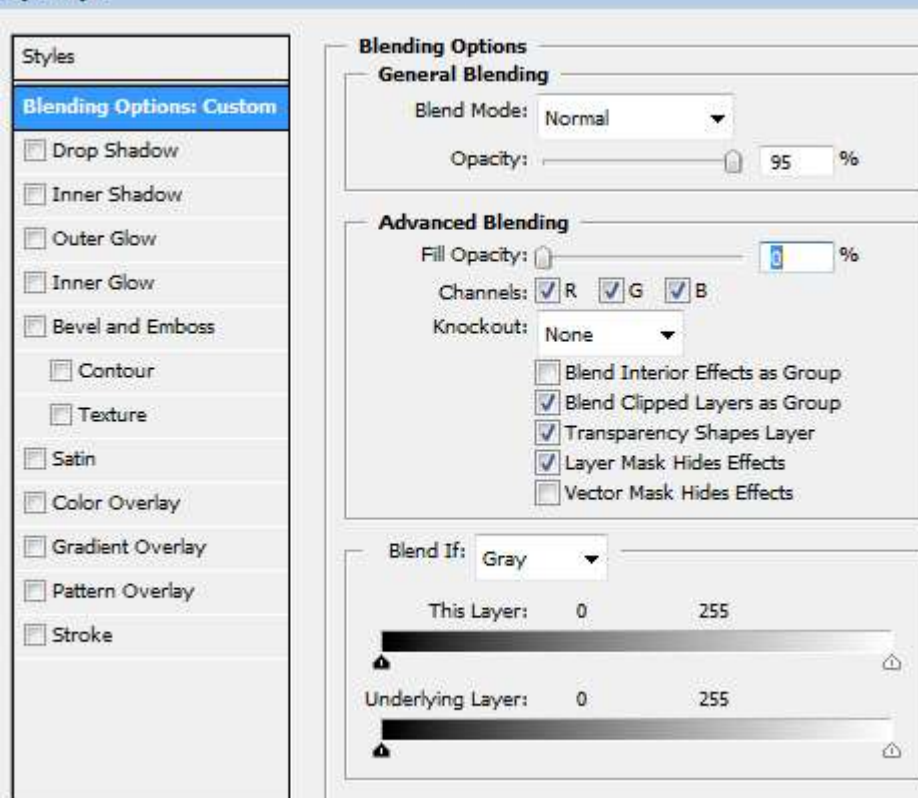 Styles
Blending Options: Custom
Drop Shadow
Inner Shadow
Outer Glow
Inner Glow
Bevel and Emboss
Contour
Texture
Satin
Color Overlay
Gradient Overlay
Pattern Overlay
Stroke
Blending Options
General Blending
Blend Mode: Normal
Opacity: 95 %
Advanced Blending
Fill Opacity: 0 %
Channels: R G B
Knockout: None
Blend Interior Effects as Group
Blend Clipped Layers as Group
Transparency Shapes Layer
Layer Mask Hides Effects
Vector Mask Hides Effects
Blend If: Gray
This Layer: 0 255
Underlying Layer: 0 255